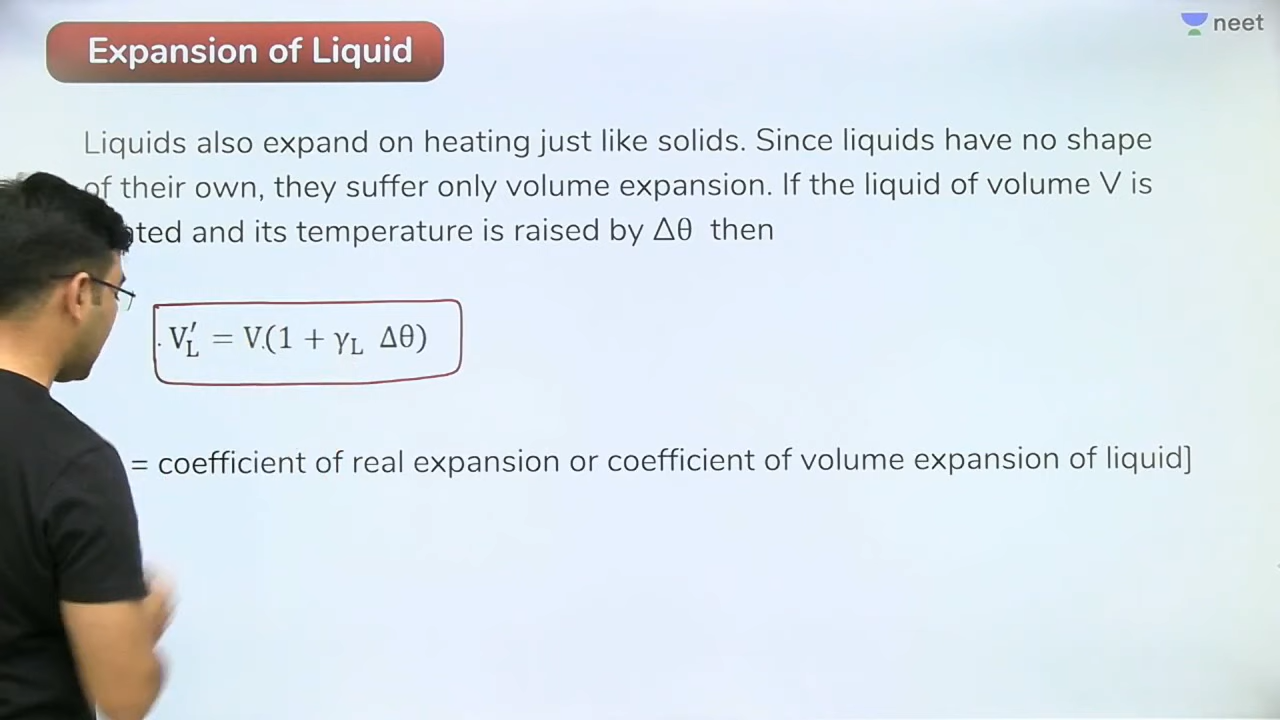 Expansion of Liquid
neet
Liquids also expand on heating just like solids. Since liquids have no shape
of their own, they suffer only volume expansion. If the liquid of volume V is
and its temperature is raised by Δθ then
V′L = V(1 + γL Δθ)
= coefficient of real expansion or coefficient of volume expansion of liquid]